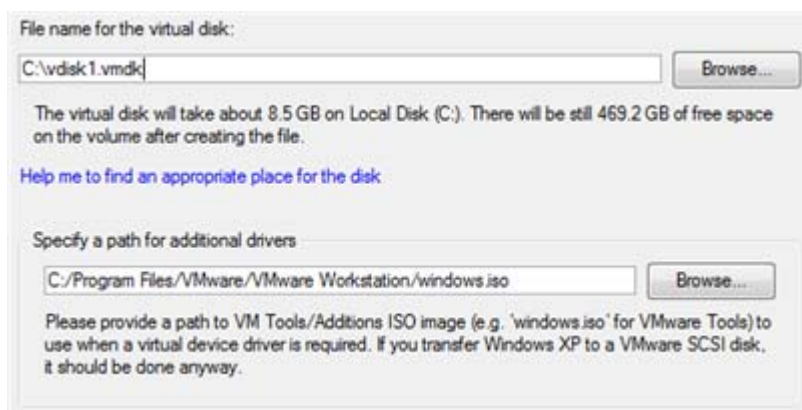 File name for the virtual disk:
C:\vdisk1.vmdk
Browse...
The virtual disk will take about 8.5 GB on Local Disk (C:). There will be still 469.2 GB of free space
on the volume after creating the file.
Help me to find an appropriate place for the disk
Specify a path for additional drivers
C:/Program Files/VMware/VMware Workstation/windows.iso
Browse...
Please provide a path to VM Tools/Additions ISO image (e.g. 'windows.iso' for VMware Tools) to
use when a virtual device driver is required. If you transfer Windows XP to a VMware SCSI disk,
it should be done anyway.